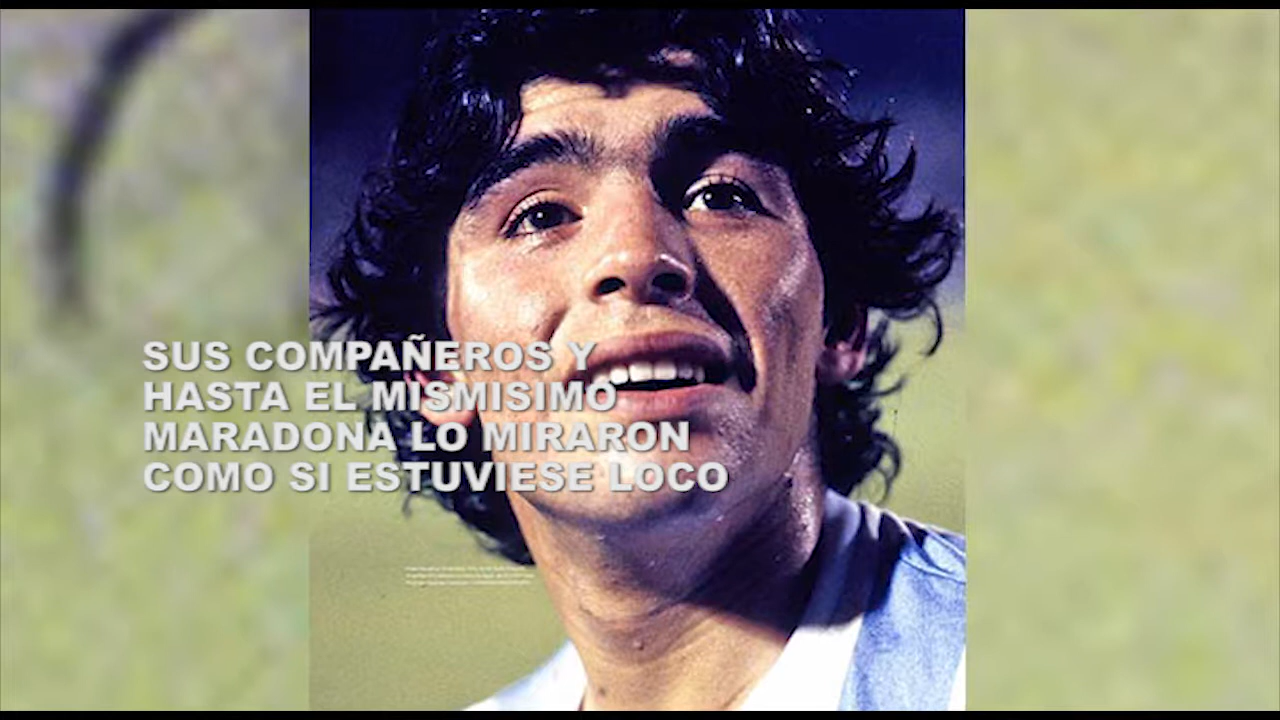 SUS COMPAÑEROS Y
HASTA EL MISMISIMO
MARADONA LO MIRARON
COMO SI ESTUVIESE LOCO